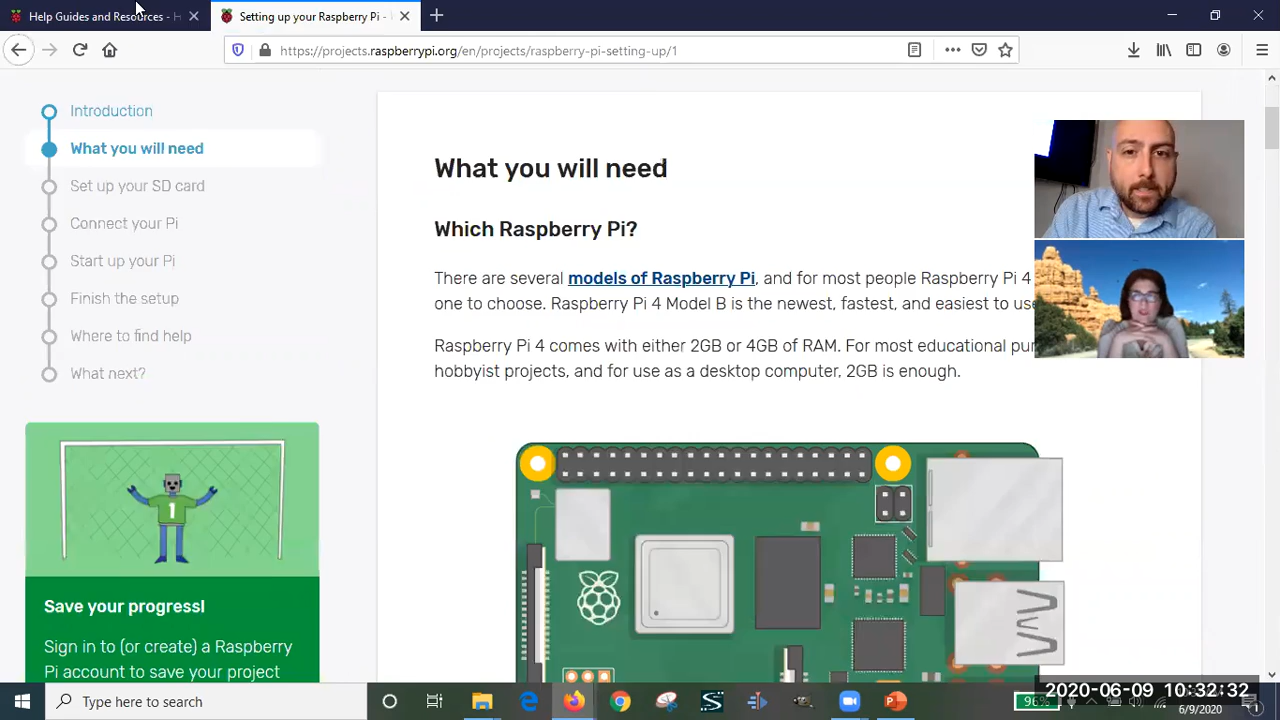 Help Guides and Resources - H
Setting up your Raspberry Pi -
https://projects.raspberrypi.org/en/projects/raspberry-pi-setting-up/1
Introduction
What you will need
Set up your SD card
Connect your Pi
Start up your Pi
Finish the setup
Where to find help
What next?
1
Save your progress!
Sign in to (or create) a Raspberry
Pi account to save your project
What you will need
Which Raspberry Pi?
There are several models of Raspberry Pi, and for most people Raspberry Pi 4
one to choose. Raspberry Pi 4 Model B is the newest, fastest, and easiest to use
Raspberry Pi 4 comes with either 2GB or 4GB of RAM. For most educational pur
hobbyist projects, and for use as a desktop computer, 2GB is enough.
Type here to search
96%
2020-06-09 10:32:32
6/9/2020